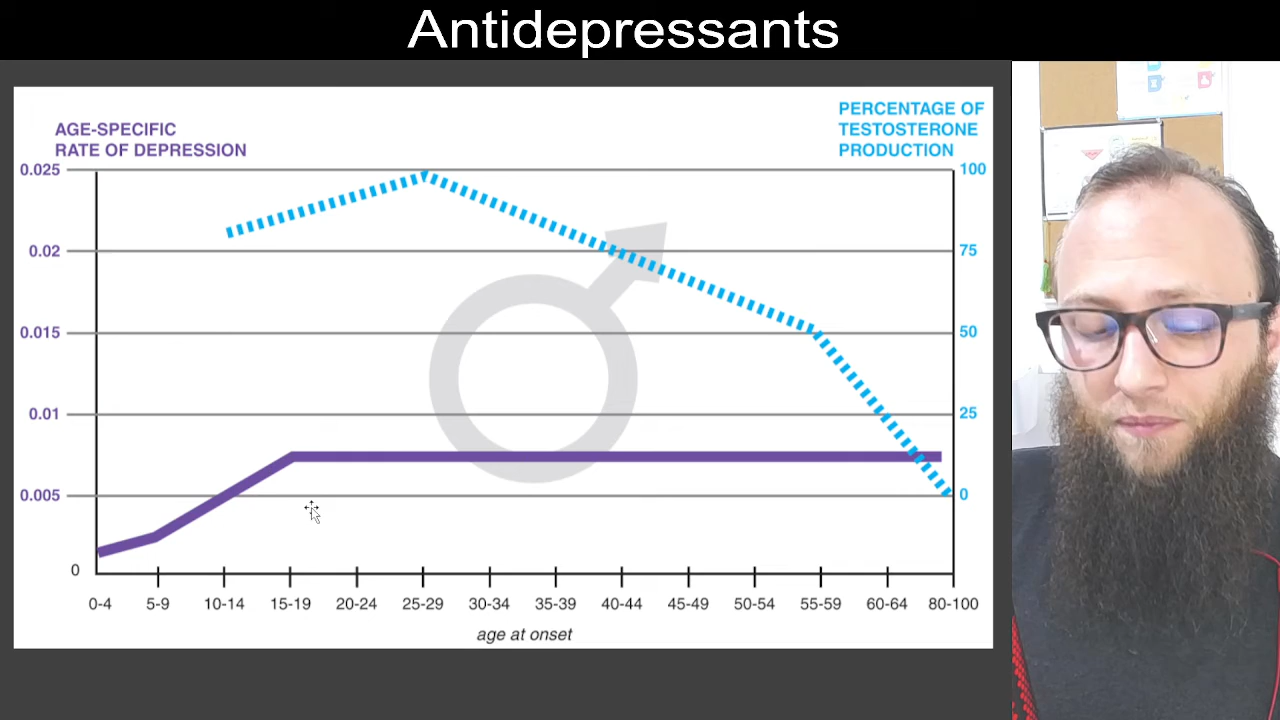 Antidepressants
AGE-SPECIFIC
RATE OF DEPRESSION
PERCENTAGE OF
TESTOSTERONE
PRODUCTION
0.025
0.02
0.015
0.01
0.005
0
100
75
50
25
0
0-4 5-9 10-14 15-19 20-24 25-29 30-34 35-39 40-44 45-49 50-54 55-59 60-64 80-100
age at onset